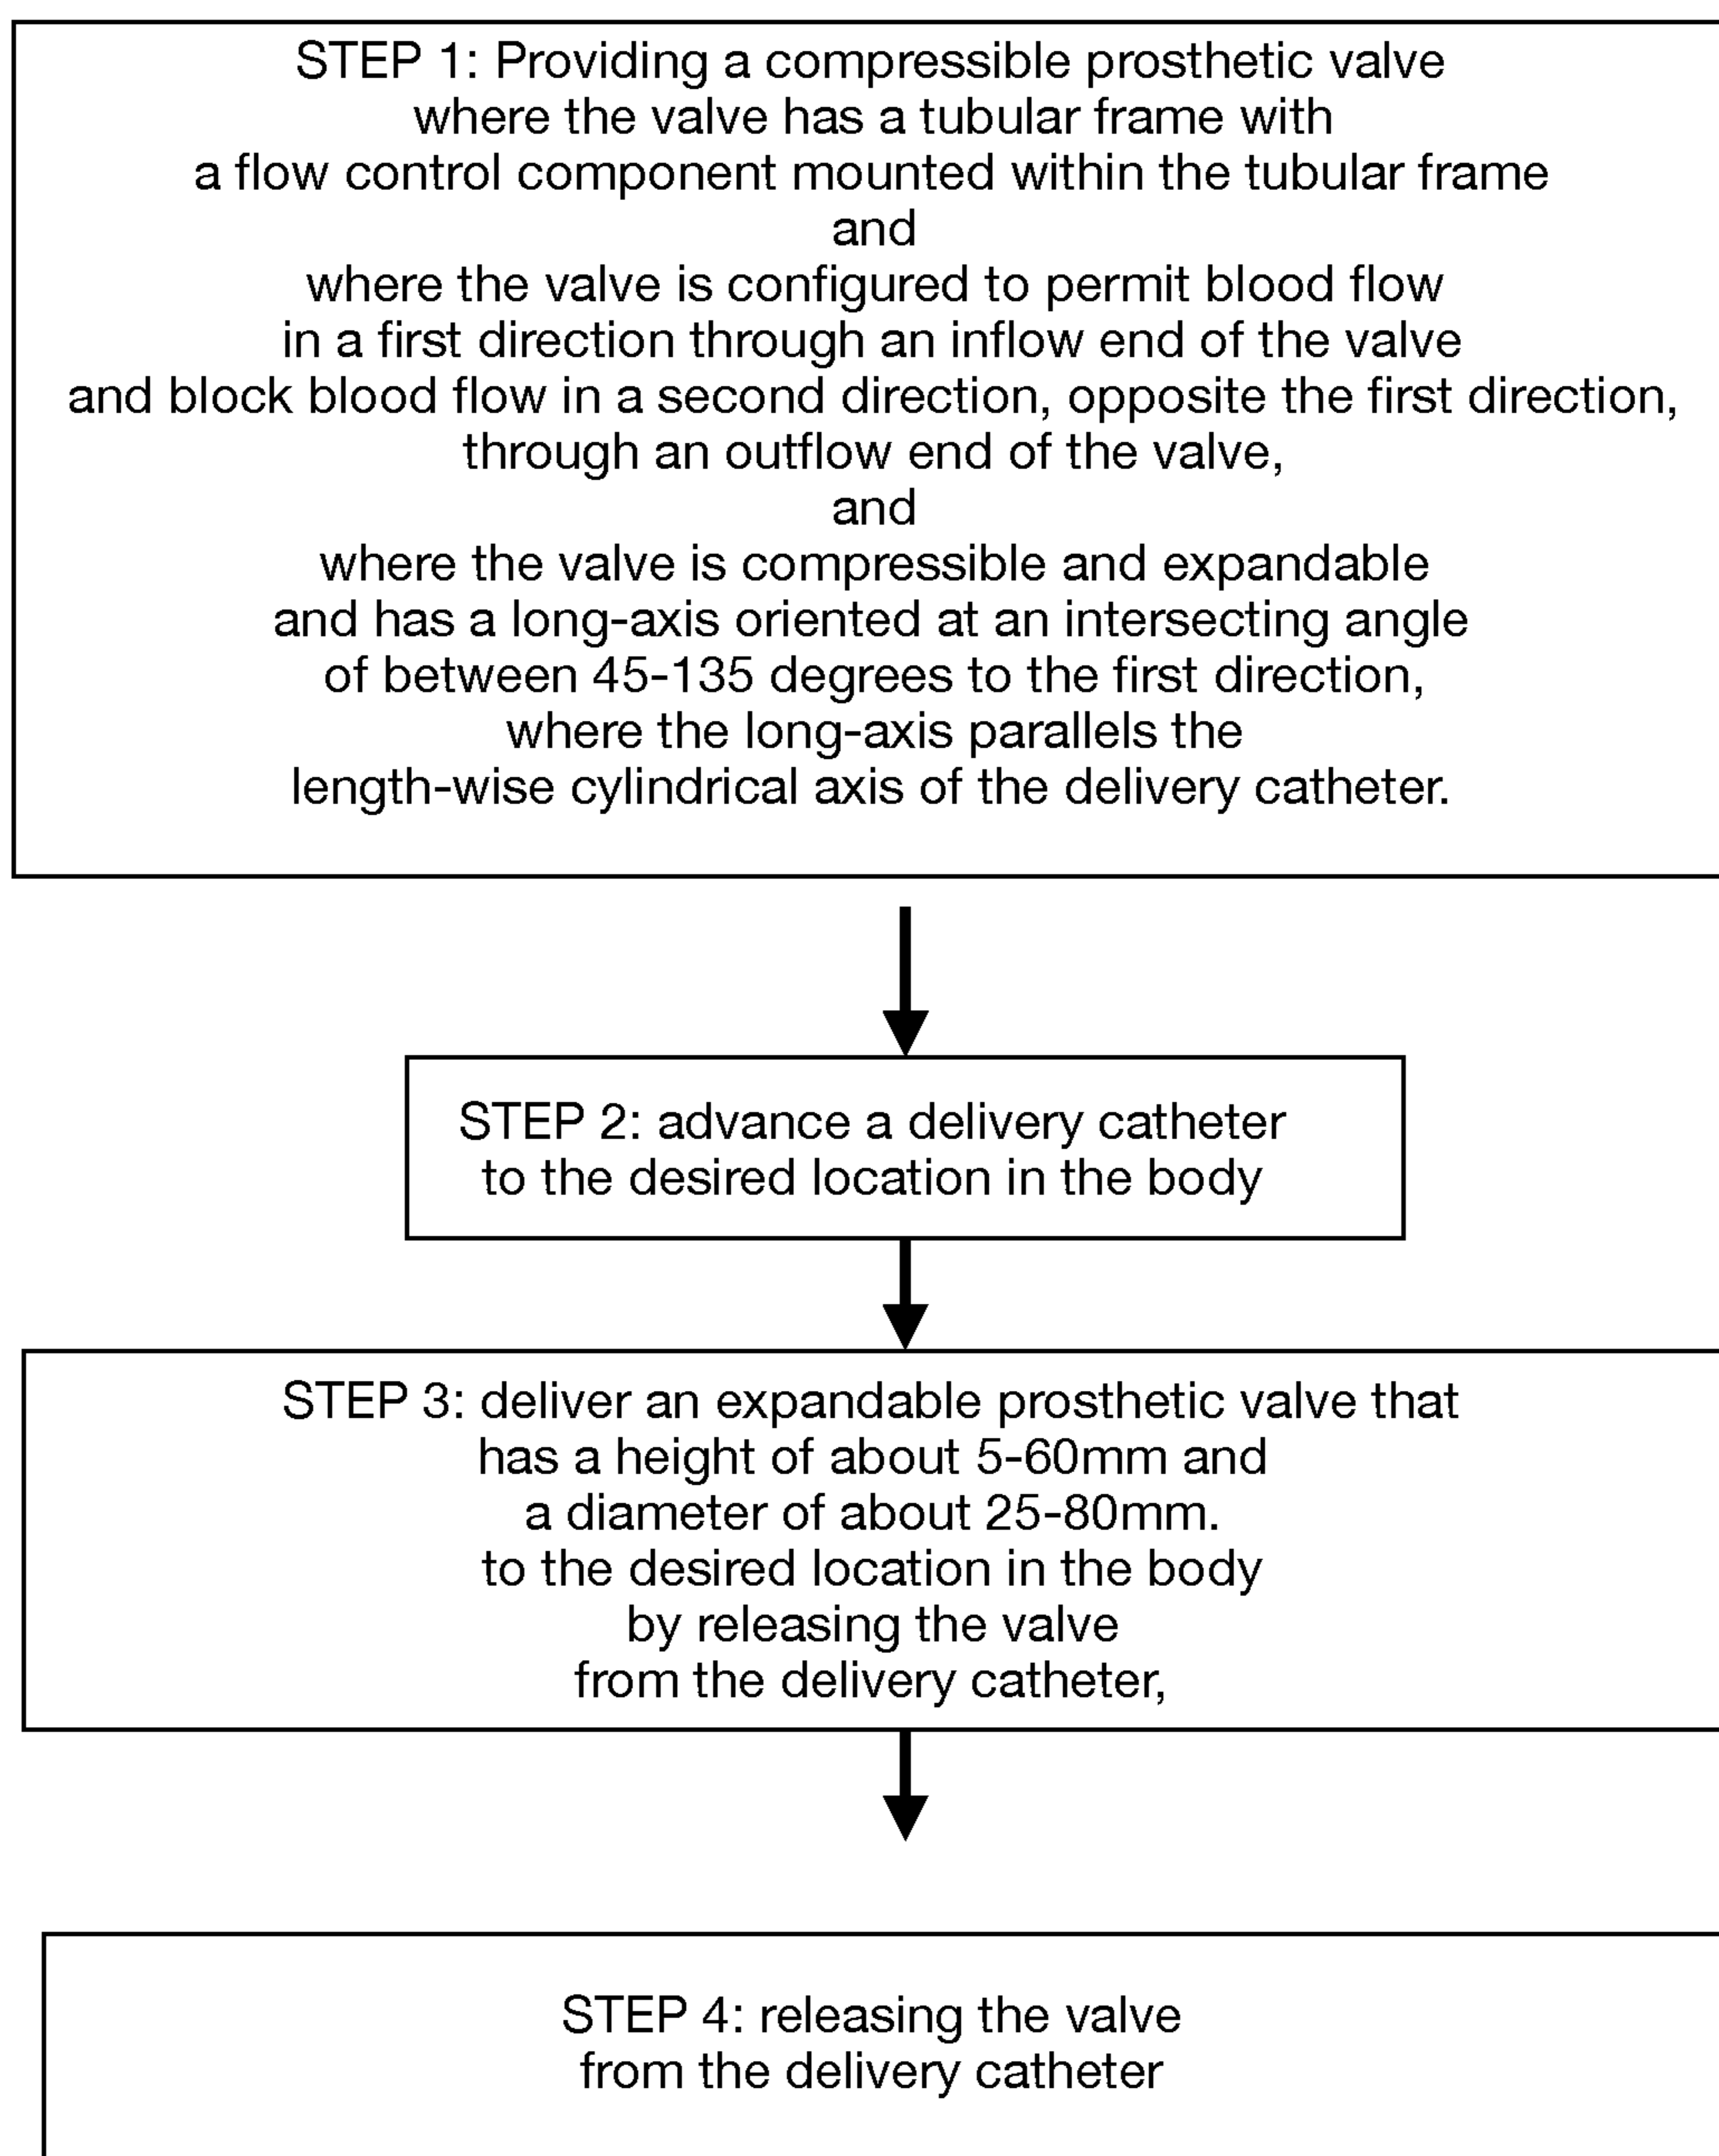 STEP 1: Providing a compressible prosthetic valve
where the valve has a tubular frame with
a flow control component mounted within the tubular frame
and
where the valve is configured to permit blood flow
in a first direction through an inflow end of the valve
and block blood flow in a second direction, opposite the first direction,
through an outflow end of the valve,
and
where the valve is compressible and expandable
and has a long-axis oriented at an intersecting angle
of between 45-135 degrees to the first direction,
where the long-axis parallels the
length-wise cylindrical axis of the delivery catheter.
STEP 2: advance a delivery catheter
to the desired location in the body
STEP 3: deliver an expandable prosthetic valve that
has a height of about 5-60mm and
a diameter of about 25-80mm.
to the desired location in the body
by releasing the valve
from the delivery catheter,
STEP 4: releasing the valve
from the delivery catheter